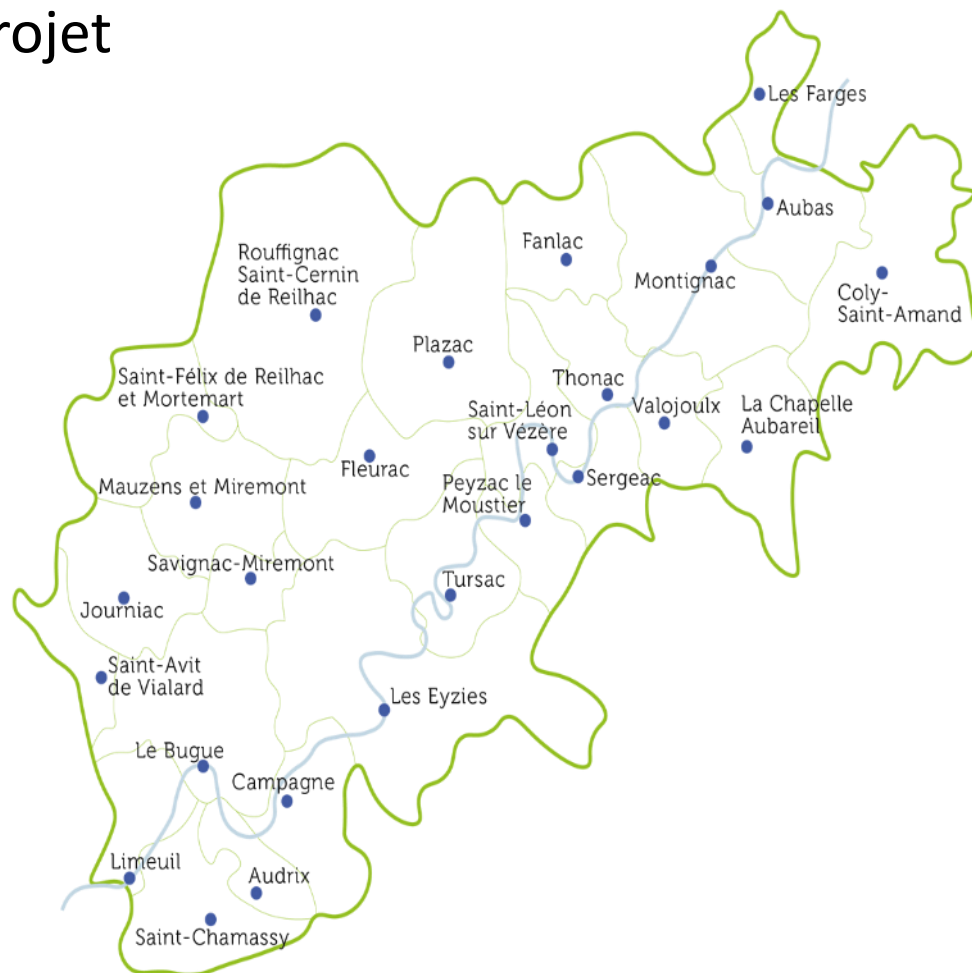 rojet
Les Farges
Aubas
Fanlac
Rouffignac
Saint-Cernin
de Reilhac
Montignac
Coly-
Saint-Amand
Plazac
Saint-Félix de Reilhac
et Mortemart
Thonac
Saint-Léon
sur Vézère
Valojoulx
La Chapelle
Aubareil
Fleurac
Sergeac
Mauzens et Miremont
Peyzac le
Moustier
Savignac-Miremont
Tursac
Journiac
Saint-Avit
de Vialard
Les Eyzies
Le Bugue
Campagne
Limeuil
Audrix
Saint-Chamassy